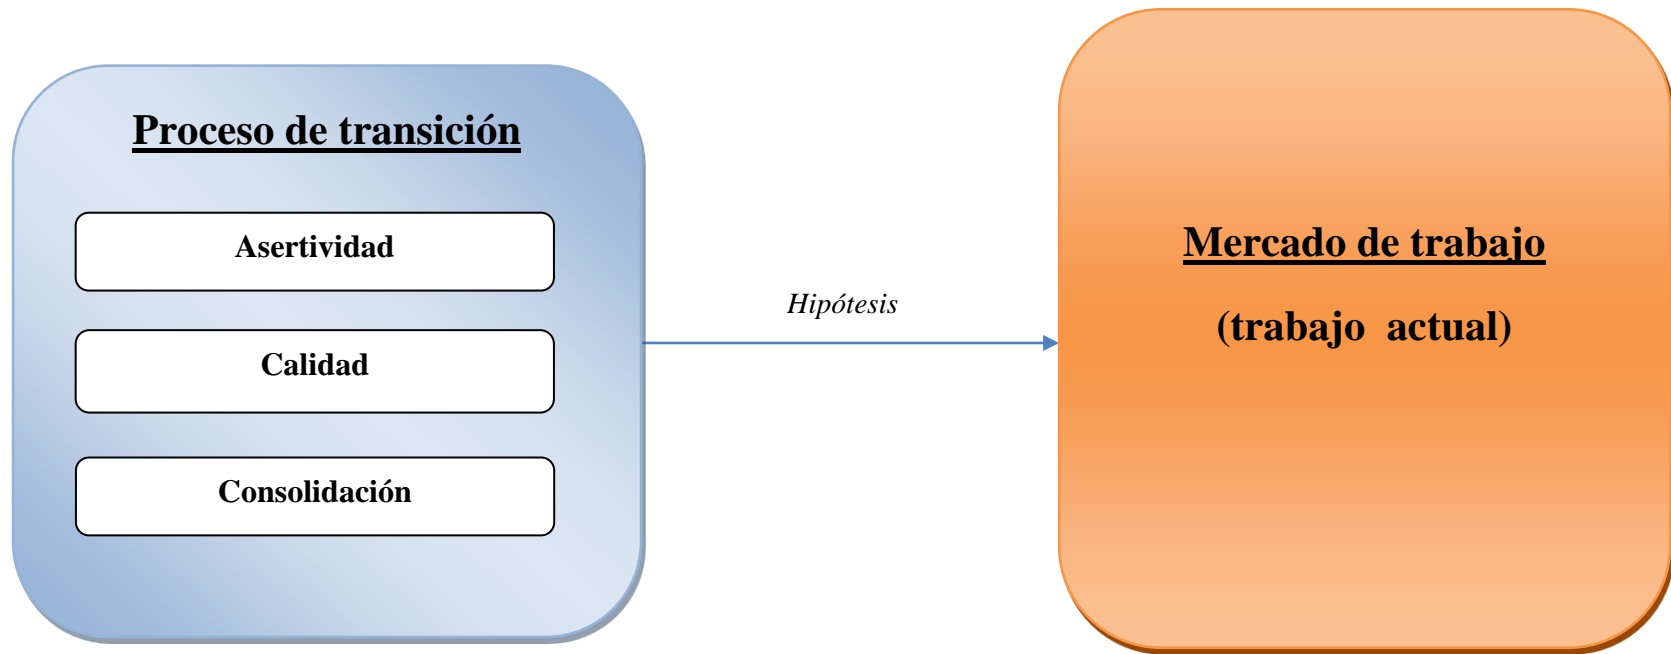 Proceso de transición
Asertividad
Calidad
Consolidación
Hipótesis
Mercado de trabajo
(trabajo actual)